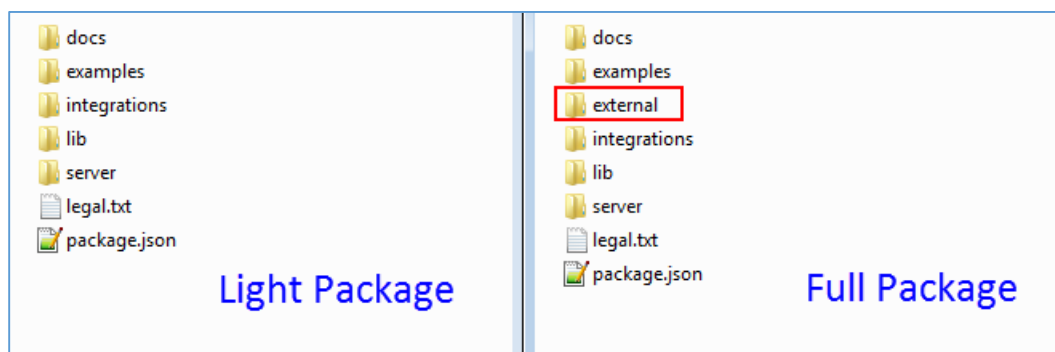 docs
examples
integrations
lib
server
legal.txt
package.json
Light Package
docs
examples
external
integrations
lib
server
legal.txt
package.json
Full Package